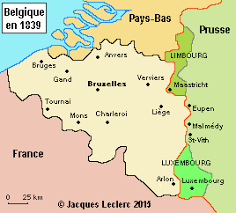 Belgique
en 1839
Pays-Bas
Prusse
Anvers
Bruges
Gand
LIMBOURG
Bruxelles
Verviers
Maastricht
Tournai
Mons
Charleroi
Liège
Eupen
Malmédy
St-Vith
France
LUXEMBOURG
Arlon
Luxembourg
0 25 km
© Jacques Leclerc 2013